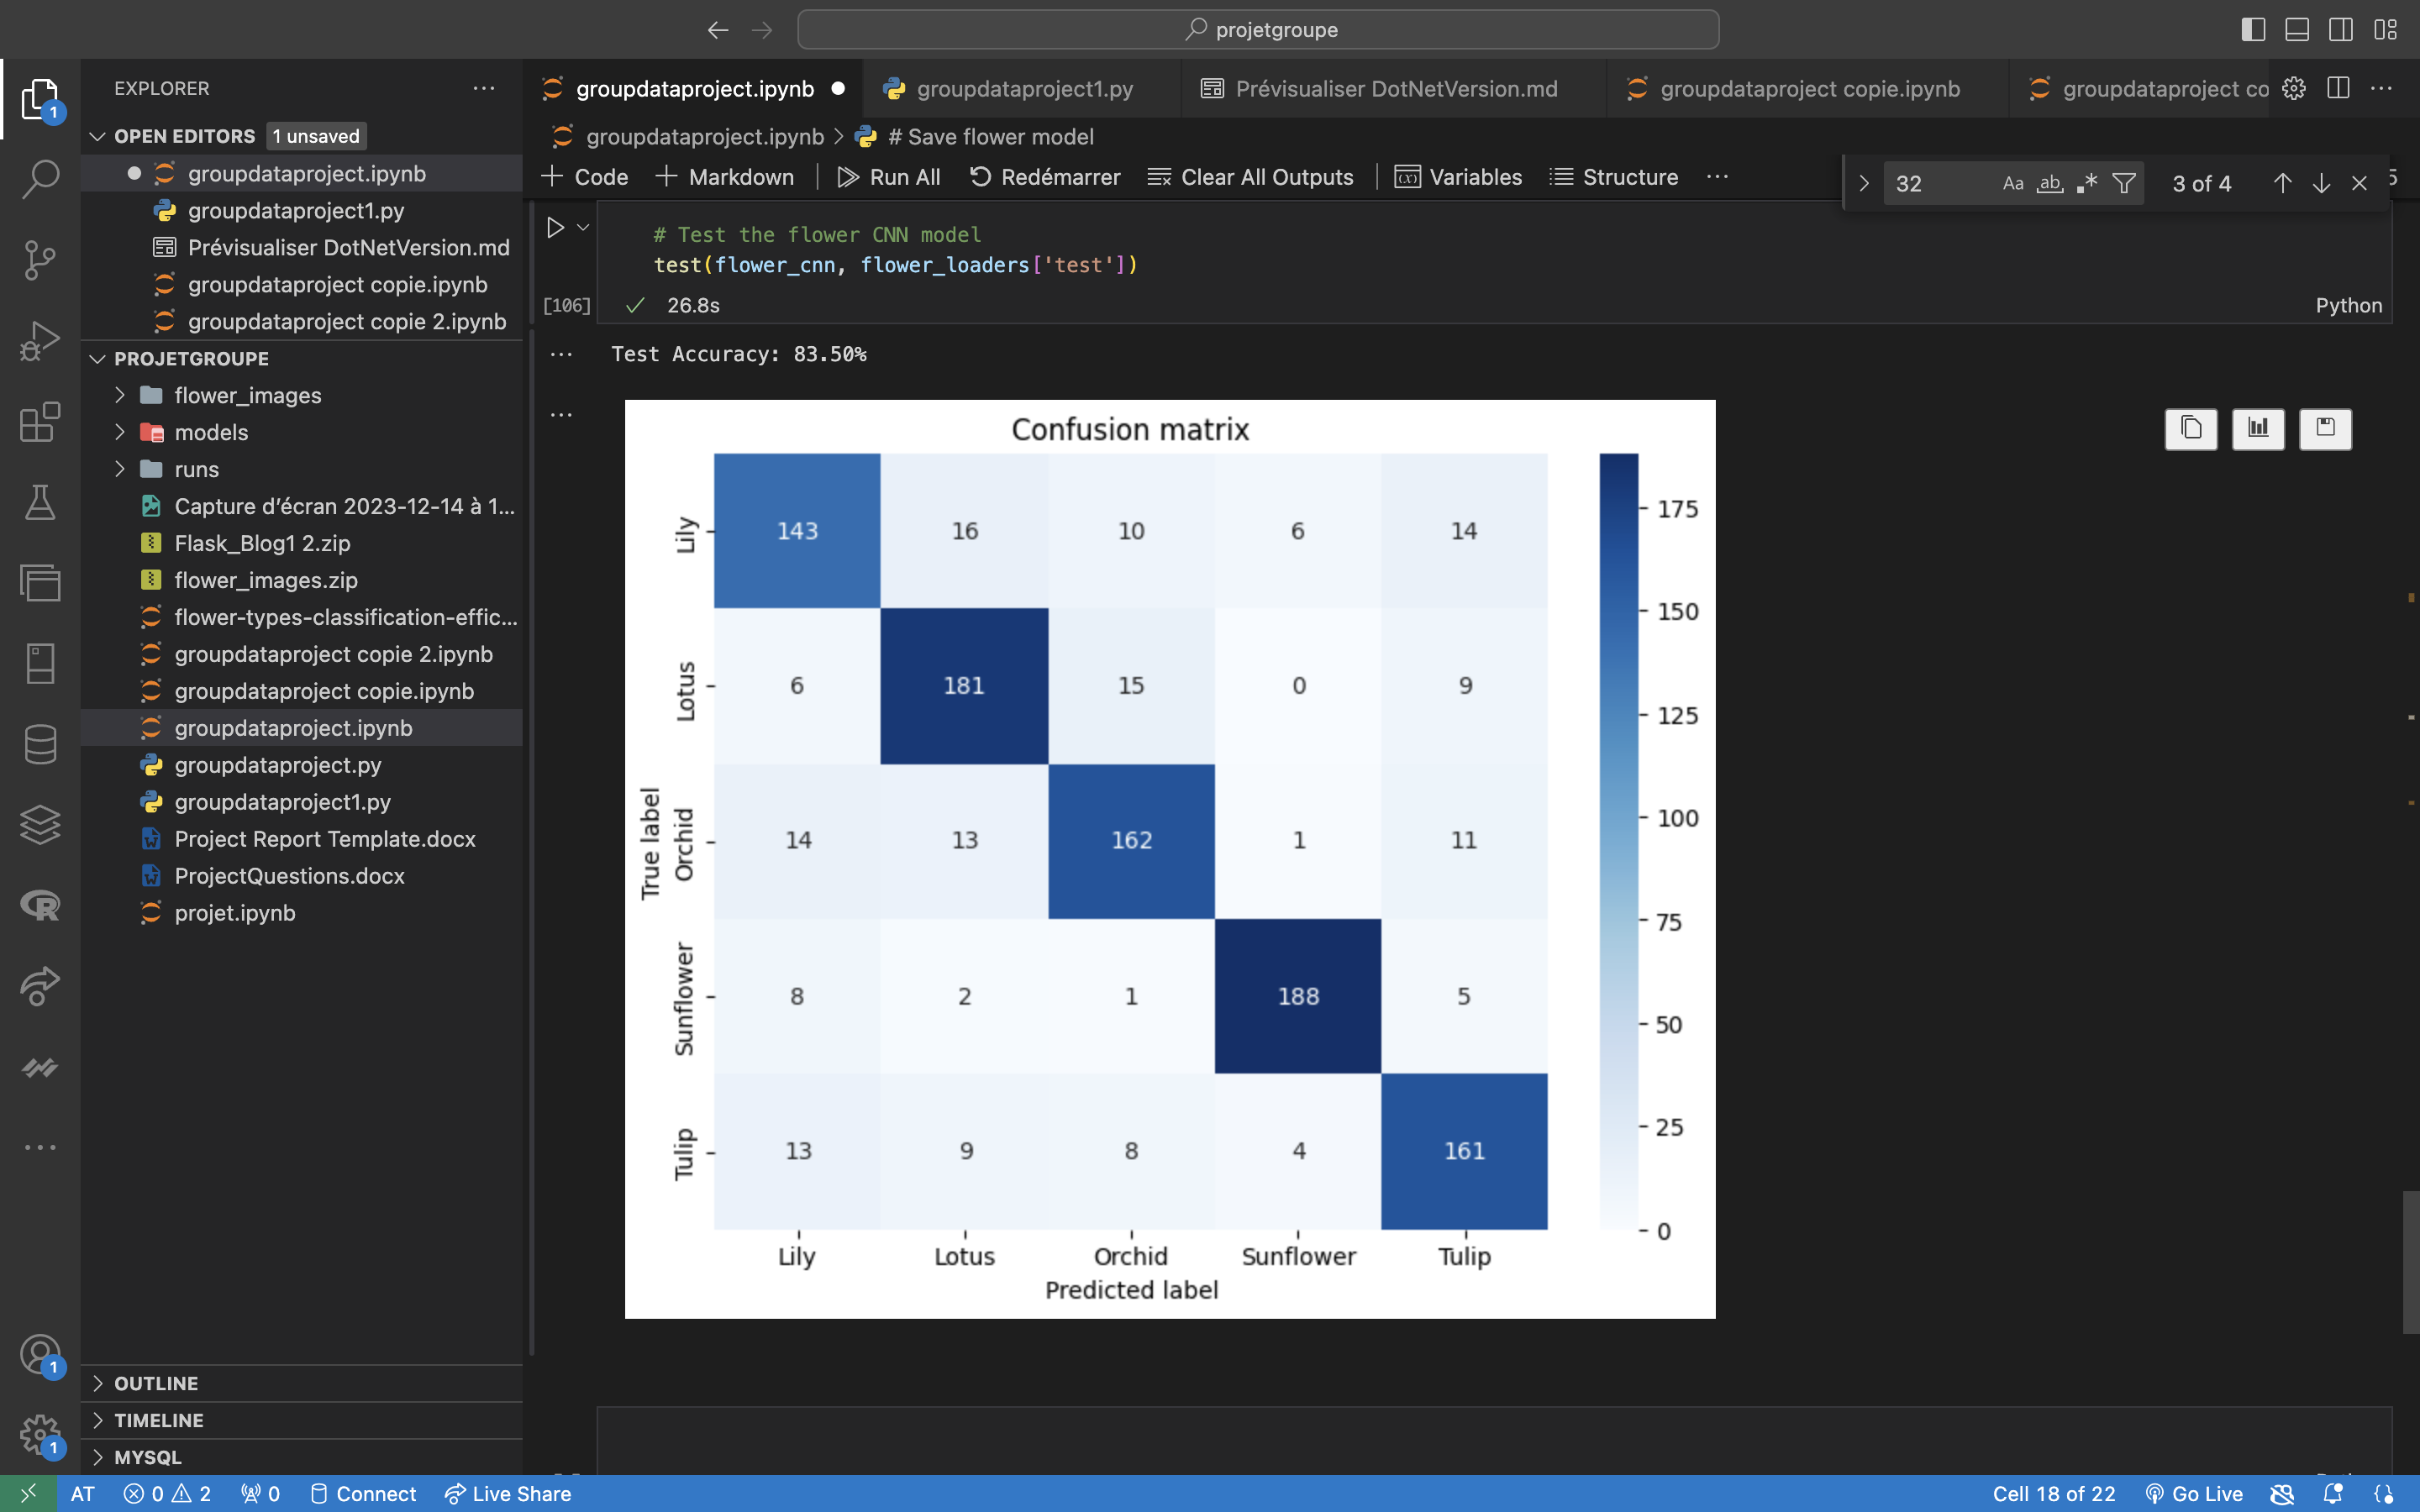 projetgroupe
EXPLORER
OPEN EDITORS 1 unsaved
groupdataproject.ipynb
groupdataproject1.py
Prévisualiser DotNetVersion.md
groupdataproject copie.ipynb
groupdataproject copie 2.ipynb
PROJETGROUPE
flower_images
models
runs
Capture d’écran 2023-12-14 à 1...
Flask_Blog1 2.zip
flower_images.zip
flower-types-classification-effic...
groupdataproject copie 2.ipynb
groupdataproject copie.ipynb
groupdataproject.ipynb
groupdataproject.py
groupdataproject1.py
Project Report Template.docx
ProjectQuestions.docx
projet.ipynb
OUTLINE
TIMELINE
MYSQL
1
1
1
groupdataproject.ipynb groupdataproject1.py Prévisualiser DotNetVersion.md groupdataproject copie.ipynb groupdataproject co
groupdataproject.ipynb > # Save flower model
+ Code + Markdown Run All Redémarrer Clear All Outputs Variables Structure ...
32 Aa ab 3 of 4
# Test the flower CNN model
test(flower_cnn, flower_loaders['test'])
[106] 26.8s Python
Test Accuracy: 83.50%
Confusion matrix
True label
Lily 143 16 10 6 14
Lotus 6 181 15 0 9
Orchid 14 13 162 1 11
Sunflower 8 2 1 188 5
Tulip 13 9 8 4 161
Lily Lotus Orchid Sunflower Tulip
Predicted label
175
150
125
100
75
50
25
0
AT 0 2 0 Connect Live Share Cell 18 of 22 Go Live